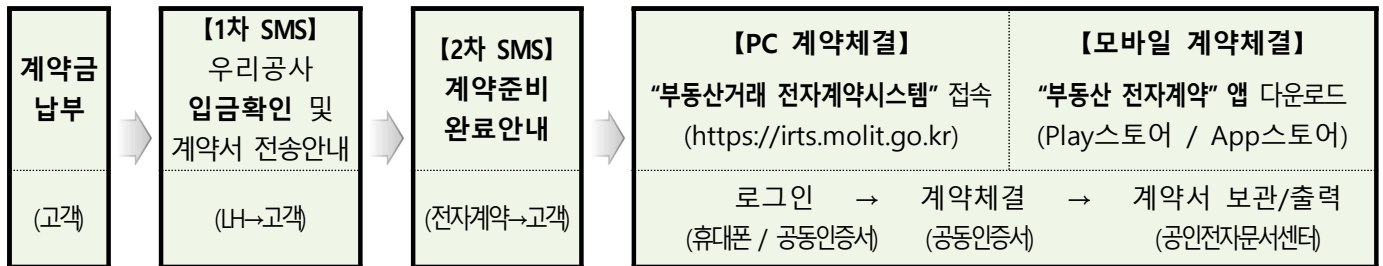 계약금
납부
(고객)
【1차 SMS】
우리공사
입금확인 및
계약서 전송안내
(LH→고객)
【2차 SMS】
계약준비
완료안내
(전자계약→고객)
【PC 계약체결】
“부동산거래 전자계약시스템” 접속
(https://irts.molit.go.kr)
【모바일 계약체결】
“부동산 전자계약” 앱 다운로드
(Play스토어 / App스토어)
로그인 → 계약체결 → 계약서 보관/출력
(휴대폰 / 공동인증서) (공동인증서) (공인전자문서센터)